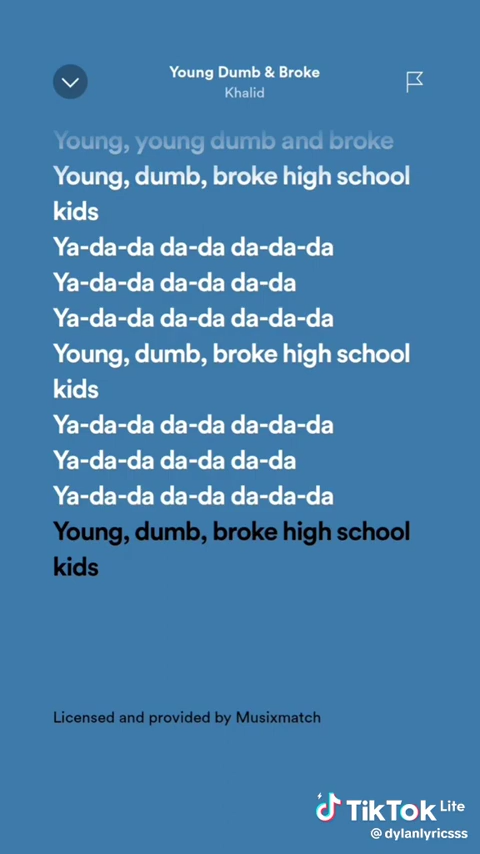 Young Dumb & Broke
Khalid
Young, young dumb and broke
Young, dumb, broke high school
kids
Ya-da-da da-da da-da-da
Ya-da-da da-da da-da
Ya-da-da da-da da-da-da
Young, dumb, broke high school
kids
Ya-da-da da-da da-da-da
Ya-da-da da-da da-da
Ya-da-da da-da da-da-da
Young, dumb, broke high school
kids
Licensed and provided by Musixmatch
TikTok Lite
@dylanlyricsss